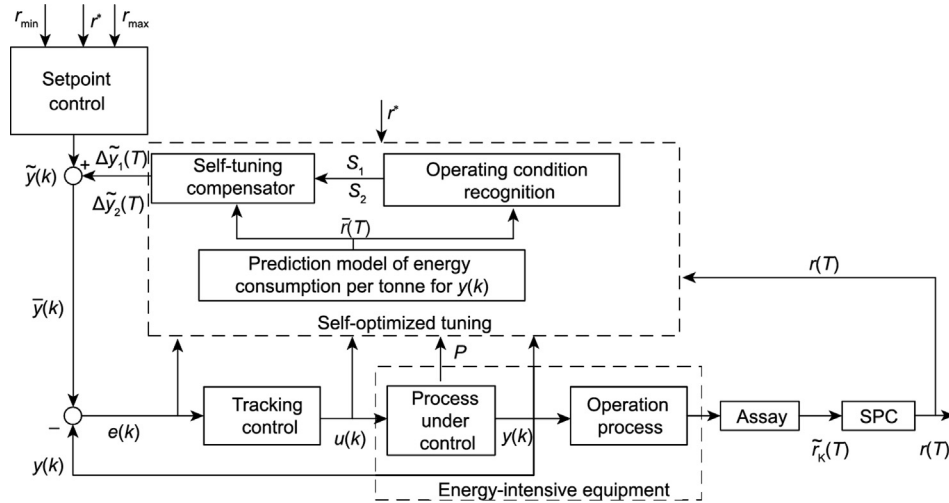 r_min r* r_max
Setpoint
control
r*
+ Δỹ₁(T)
ỹ(k)
Δỹ₂(T)
Self-tuning
compensator
S₁
S₂
Operating condition
recognition
r̄(T)
Prediction model of energy
consumption per tonne for y(k)
r(T)
ȳ(k)
Self-optimized tuning
P
−
e(k)
Tracking
control
u(k)
Process
under
control
y(k)
Operation
process
Assay
r̃_K(T)
SPC
r(T)
y(k)
Energy-intensive equipment